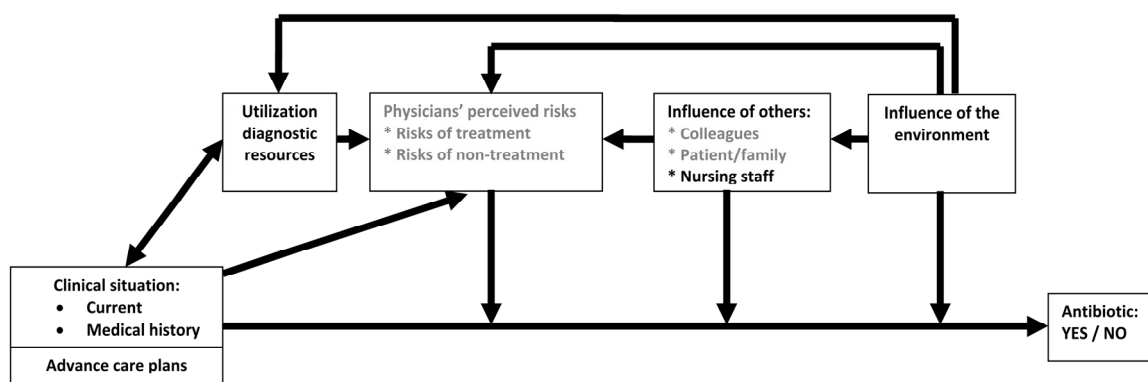 Utilization
diagnostic
resources
Physicians’ perceived risks
* Risks of treatment
* Risks of non-treatment
Influence of others:
* Colleagues
* Patient/family
* Nursing staff
Influence of the
environment
Clinical situation:
• Current
• Medical history
Advance care plans
Antibiotic:
YES / NO